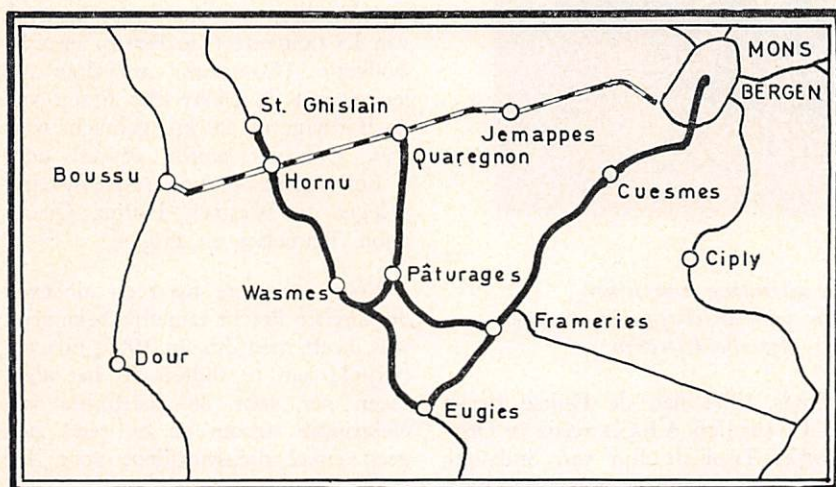 MONS
BERGEN
St. Ghislain
Jemappes
Quaregnon
Boussu
Hornu
Cuesmes
Ciply
Pâturages
Wasmes
Frameries
Dour
Eugies